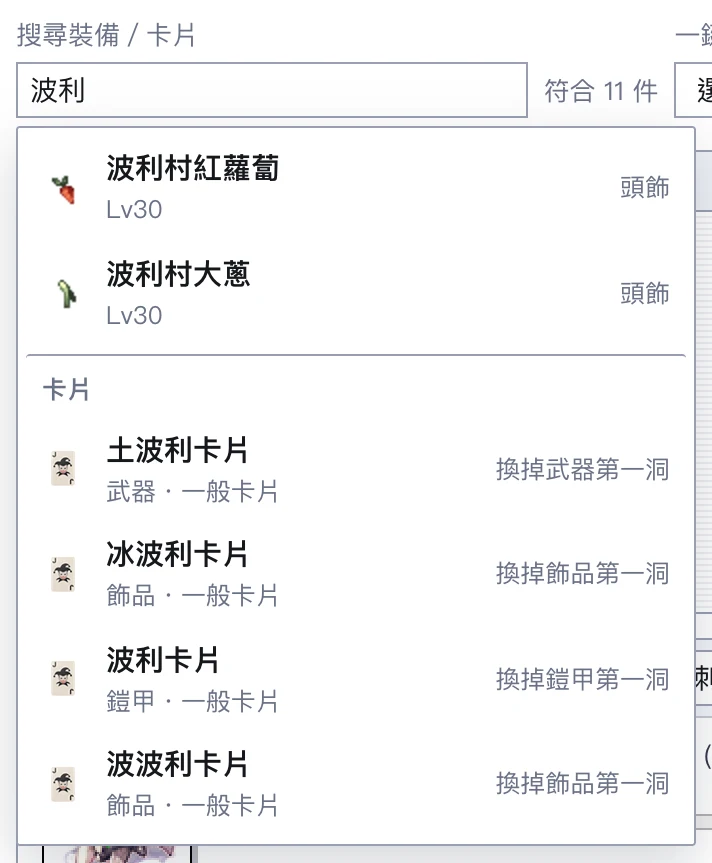 搜尋裝備 / 卡片
波利
符合 11 件
波利村紅蘿蔔
Lv30
頭飾
波利村大蔥
Lv30
頭飾
卡片
土波利卡片
武器 · 一般卡片
換掉武器第一洞
冰波利卡片
飾品 · 一般卡片
換掉飾品第一洞
波利卡片
鎧甲 · 一般卡片
換掉鎧甲第一洞
波波利卡片
飾品 · 一般卡片
換掉飾品第一洞